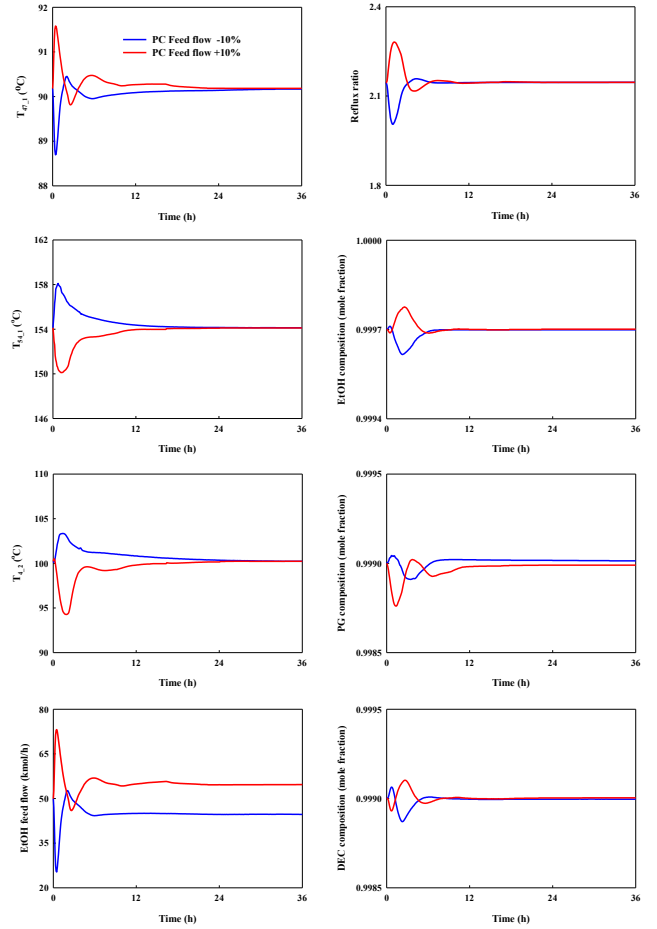 92
91
90
89
88
T47_1 (°C)
PC Feed flow -10%
PC Feed flow +10%
0 12 24 36
Time (h)
2.4
2.1
1.8
Reflux ratio
0 12 24 36
Time (h)
162
158
154
150
146
T54_1 (°C)
0 12 24 36
Time (h)
1.0000
0.9997
0.9994
EtOH composition (mole fraction)
0 12 24 36
Time (h)
110
105
100
95
90
T4_2 (°C)
0 12 24 36
Time (h)
0.9995
0.9990
0.9985
PG composition (mole fraction)
0 12 24 36
Time (h)
80
65
50
45
20
EtOH feed flow (kmol/h)
0 12 24 36
Time (h)
0.9995
0.9990
0.9985
DEC composition (mole fraction)
0 12 24 36
Time (h)